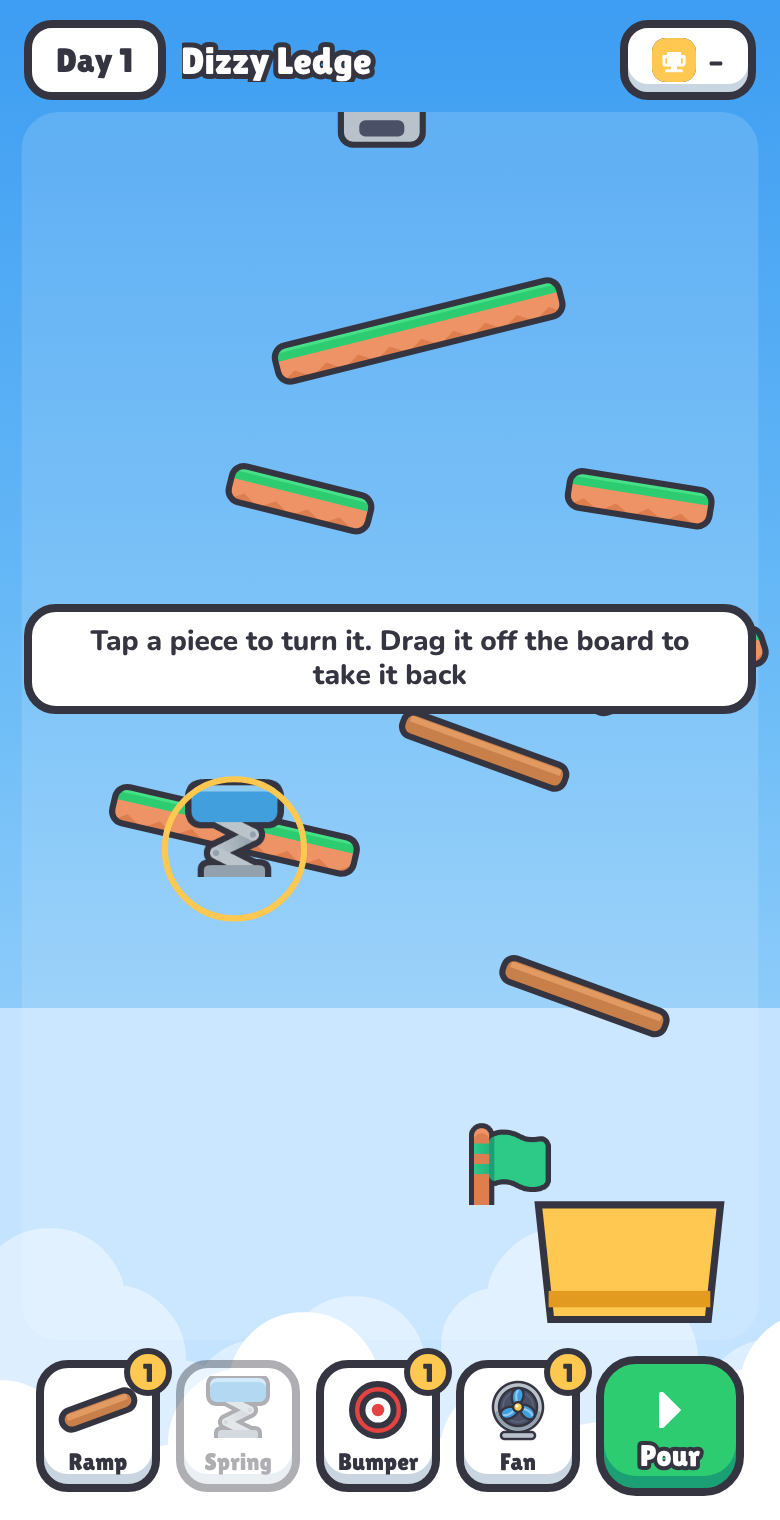 Day 1
Dizzy Ledge
-
Tap a piece to turn it. Drag it off the board to
take it back
1
1
1
Ramp
Spring
Bumper
Fan
Pour